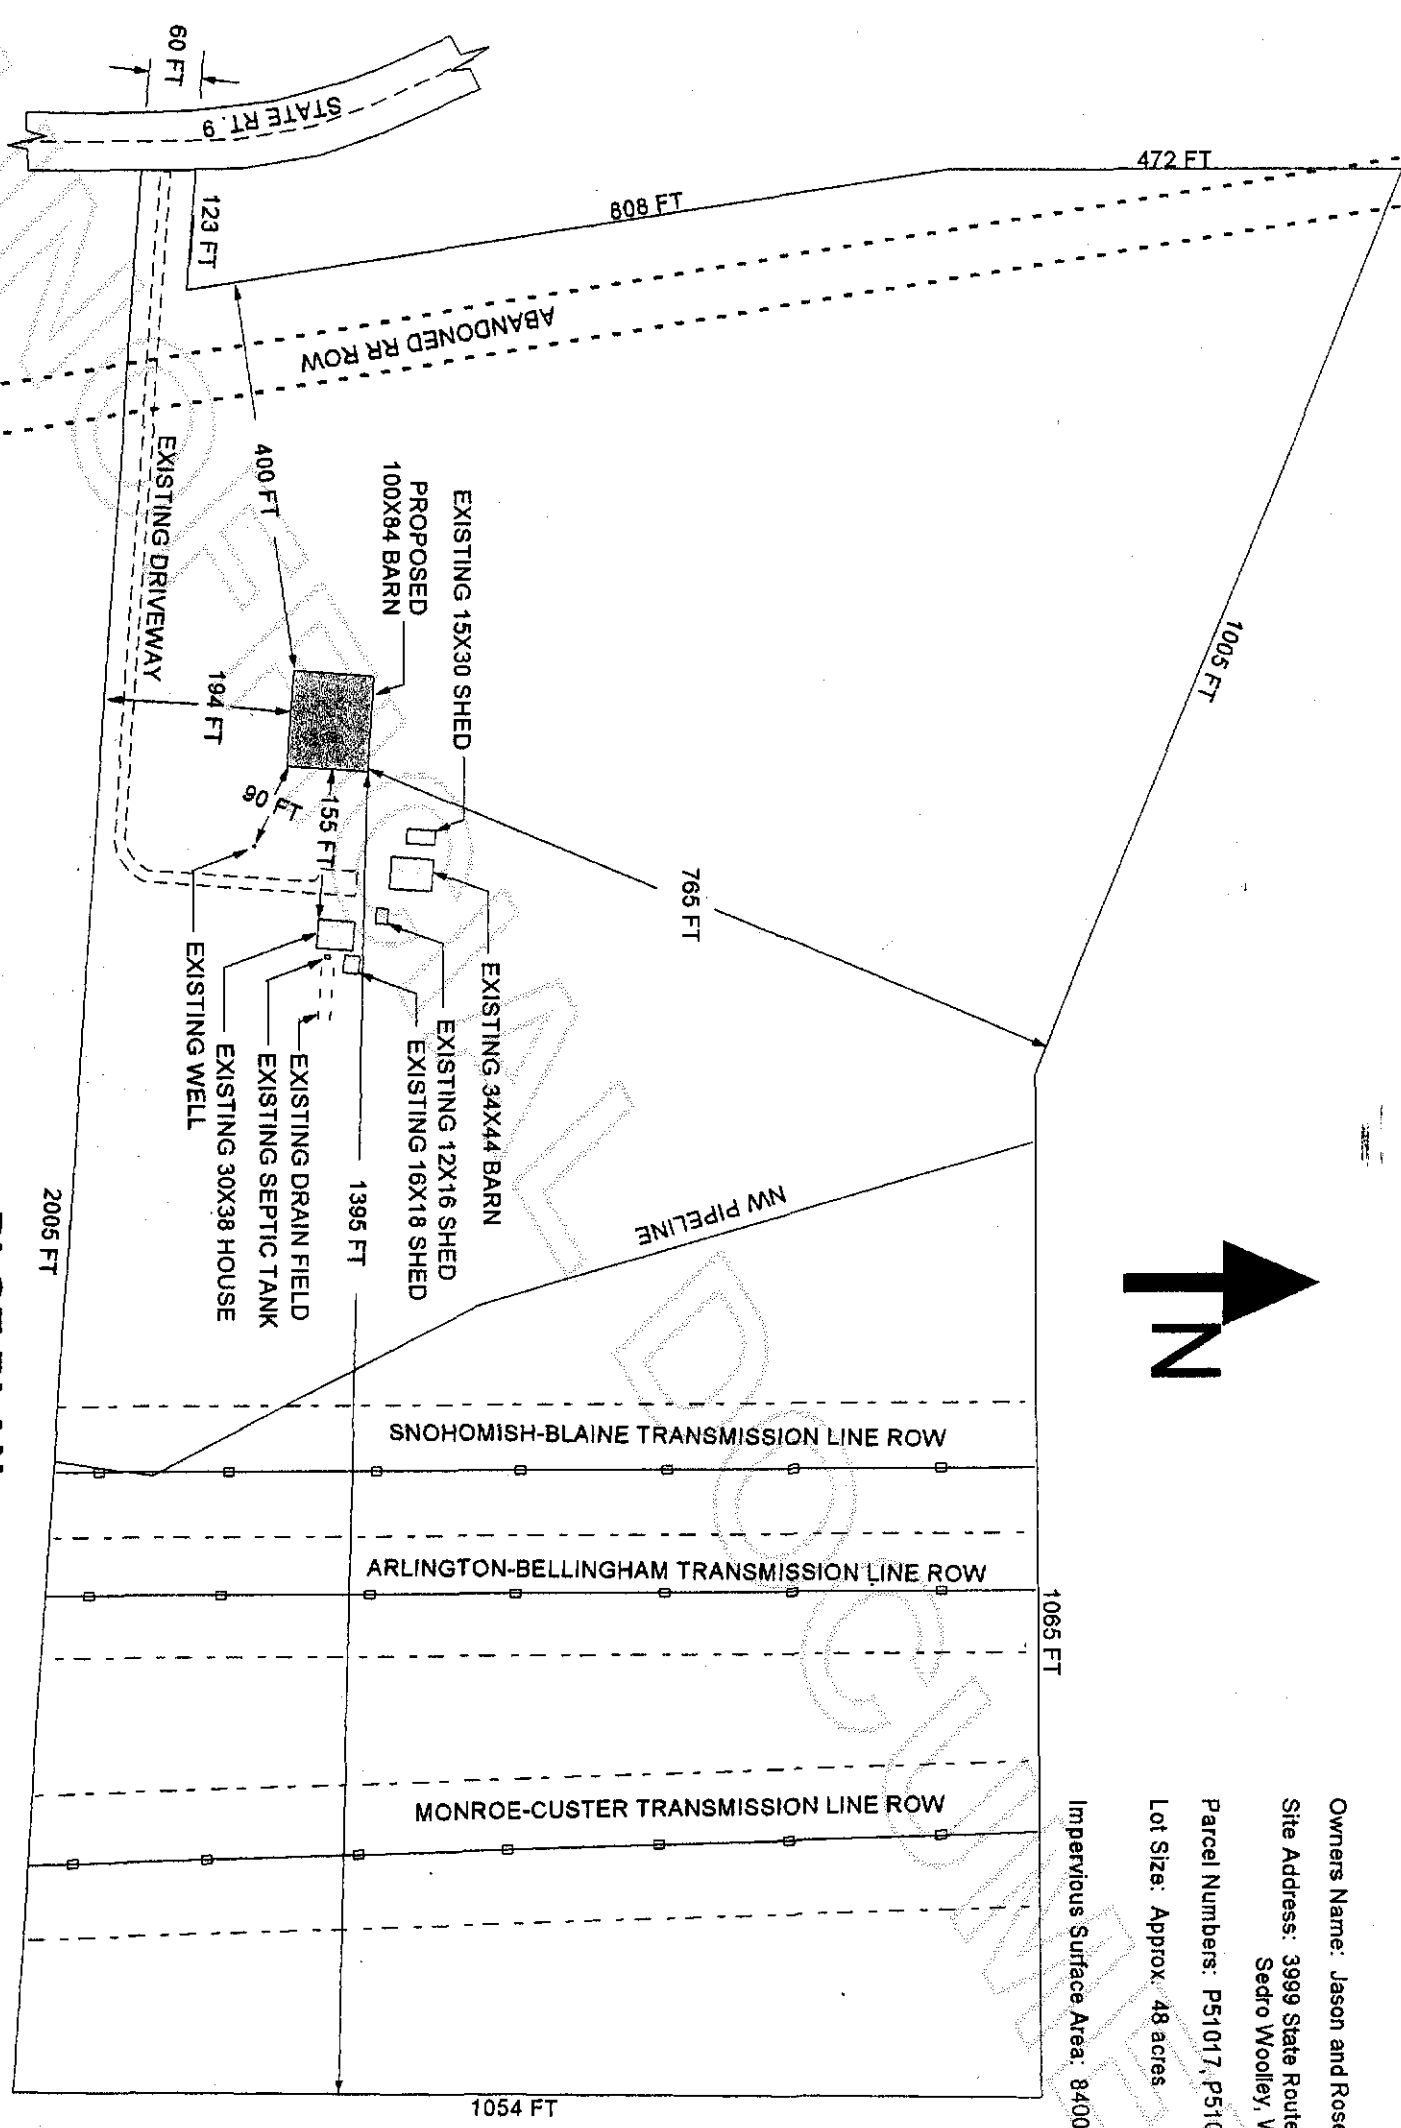 Owners Name: Jason and
Site Address: 3999 State Route
Sedro Woolley,
Parcel Numbers: P51017,
Lot Size: Approx. 48 acres
Impervious Surface Area: 8400
N
472 FT
808 FT
1005 FT
60 FT
STATE RT. 9
123 FT
ABANDONED RR ROW
400 FT
EXISTING DRIVEWAY
EXISTING 15X30 SHED
PROPOSED
100X84 BARN
194 FT
90 FT
155 FT
765 FT
EXISTING 34X44 BARN
EXISTING 12X16 SHED
EXISTING 16X18 SHED
1395 FT
EXISTING DRAIN FIELD
EXISTING SEPTIC TANK
EXISTING 30X38 HOUSE
EXISTING WELL
NW PIPELINE
2005 FT
SNOHOMISH-BLAINE TRANSMISSION LINE ROW
ARLINGTON-BELLINGHAM TRANSMISSION LINE ROW
MONROE-CUSTER TRANSMISSION LINE ROW
1065 FT
1054 FT
UNOFFICIAL DOCUME